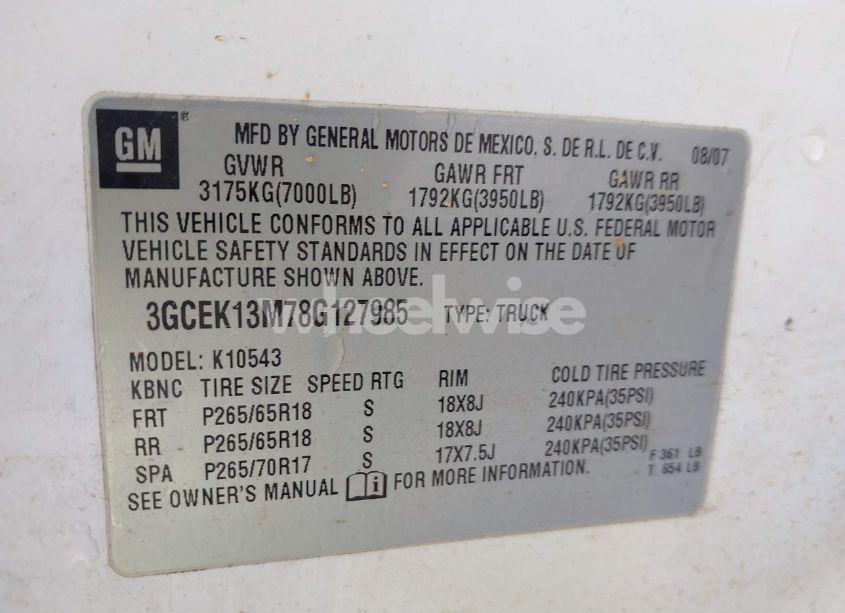 GM® MFD BY GENERAL MOTORS DE MEXICO, S. DE R.L. DE C.V. 08/07
GVWR GAWR FRT GAWR RR
3175KG(7000LB) 1792KG(3950LB) 1792KG(3950LB)
THIS VEHICLE CONFORMS TO ALL APPLICABLE U.S. FEDERAL MOTOR
VEHICLE SAFETY STANDARDS IN EFFECT ON THE DATE OF
MANUFACTURE SHOWN ABOVE.
3GCEK13M78G127985 TYPE: TRUCK
wheelwise
MODEL: K10543
KBNC TIRE SIZE SPEED RTG RIM COLD TIRE PRESSURE
FRT P265/65R18 S 18X8J 240KPA(35PSI)
RR P265/65R18 S 18X8J 240KPA(35PSI)
SPA P265/70R17 S 17X7.5J 240KPA(35PSI)
SEE OWNER'S MANUAL i FOR MORE INFORMATION.
F 361 LB
T 654 LB